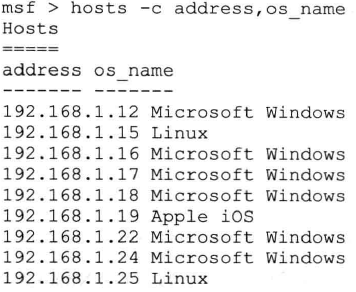 msf > hosts -c address,os_name
Hosts
=====
address os_name
------- -------
192.168.1.12 Microsoft Windows
192.168.1.15 Linux
192.168.1.16 Microsoft Windows
192.168.1.17 Microsoft Windows
192.168.1.18 Microsoft Windows
192.168.1.19 Apple iOS
192.168.1.22 Microsoft Windows
192.168.1.24 Microsoft Windows
192.168.1.25 Linux